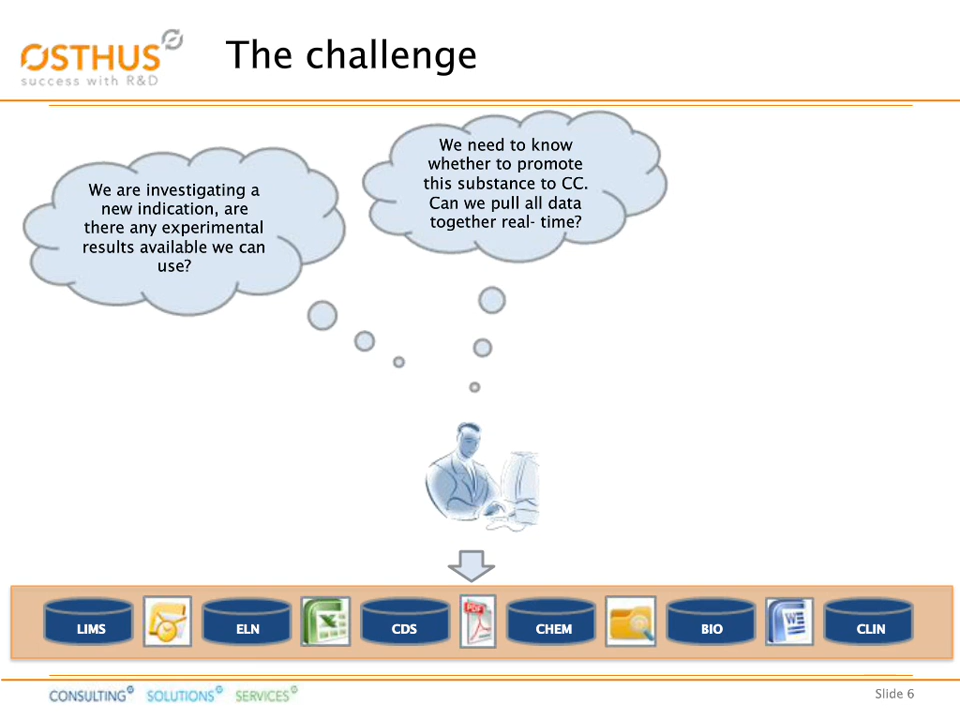 OSTHUS
success with R&D
The challenge
We are investigating a
new indication, are
there any experimental
results available we can
use?
We need to know
whether to promote
this substance to CC.
Can we pull all data
together real- time?
LIMS
ELN
CDS
PDF
CHEM
BIO
W
CLIN
CONSULTING SOLUTIONS SERVICES
Slide 6